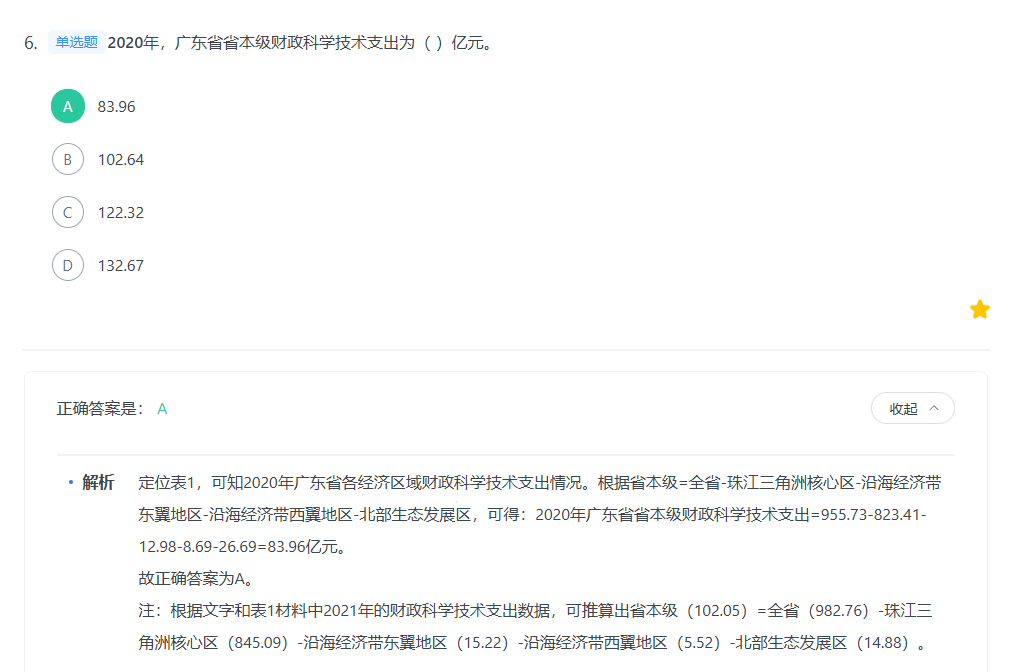 6. 单选题 2020年，广东省省本级财政科学技术支出为（ ）亿元。
A 83.96
B 102.64
C 122.32
D 132.67
正确答案是： A 收起
• 解析 定位表1，可知2020年广东省各经济区域财政科学技术支出情况。根据省本级=全省-珠江三角洲核心区-沿海经济带
东翼地区-沿海经济带西翼地区-北部生态发展区，可得：2020年广东省省本级财政科学技术支出=955.73-823.41-
12.98-8.69-26.69=83.96亿元。
故正确答案为A。
注：根据文字和表1材料中2021年的财政科学技术支出数据，可推算出省本级（102.05）=全省（982.76）-珠江三
角洲核心区（845.09）-沿海经济带东翼地区（15.22）-沿海经济带西翼地区（5.52）-北部生态发展区（14.88）。